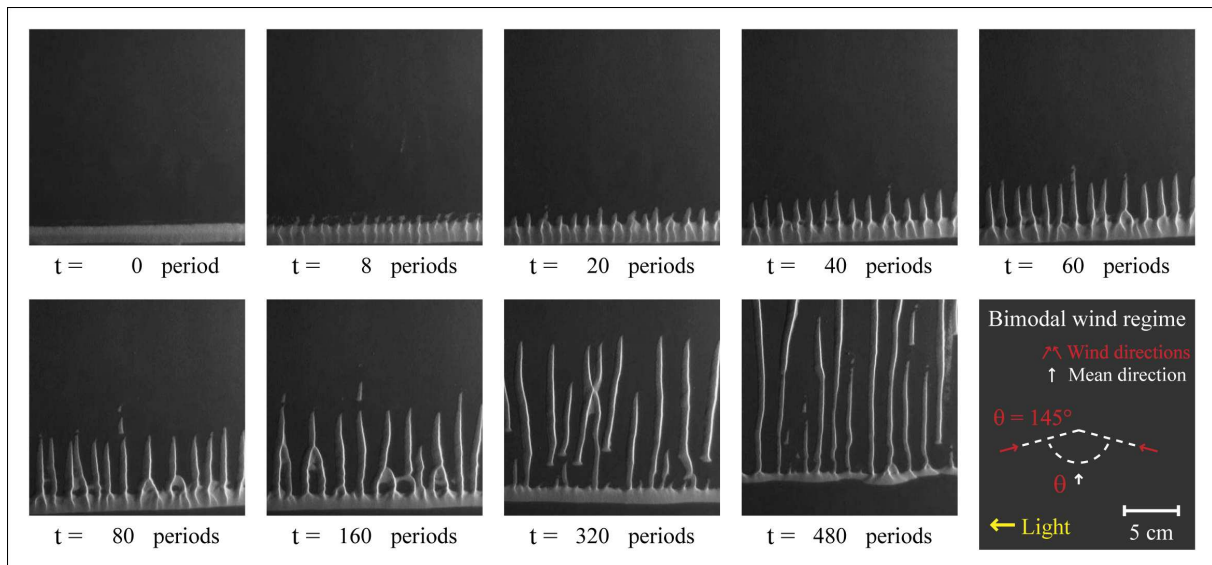 t = 0 period
t = 8 periods
t = 20 periods
t = 40 periods
t = 60 periods
t = 80 periods
t = 160 periods
t = 320 periods
t = 480 periods
Bimodal wind regime
Wind directions
Mean direction
θ = 145°
θ
Light
5 cm